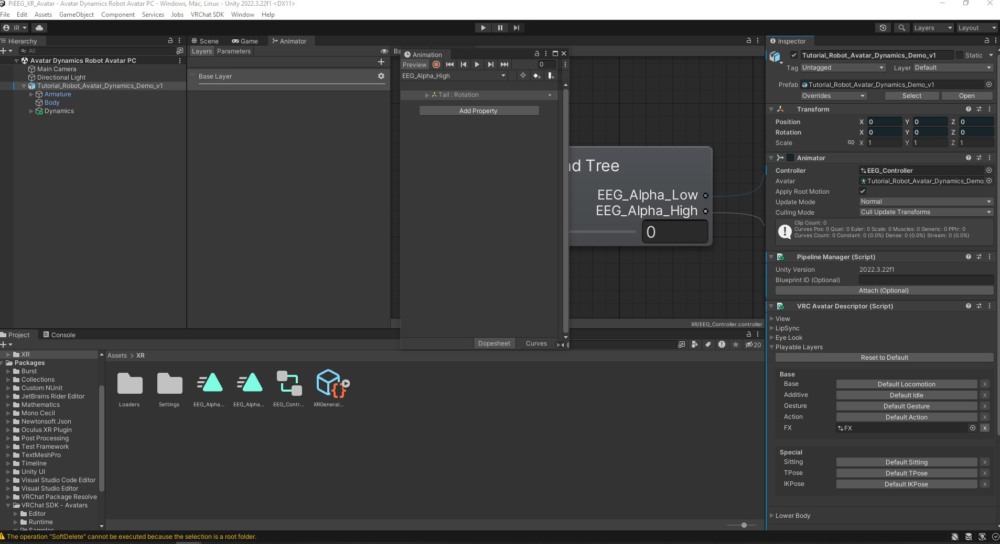 PiEEG_XR_Avatar - Avatar Dynamics Robot Avatar PC - Windows, Mac, Linux - Unity 2022.3.22f1 <DX11>
File Edit Assets GameObject Component Services Jobs VRChat SDK Window Help
IR
Layers Layout
Hierarchy
All
Avatar Dynamics Robot Avatar PC
Main Camera
Directional Light
Tutorial_Robot_Avatar_Dynamics_Demo_v1
Armature
Body
Dynamics
Scene Game Animator
Layers Parameters
Ba
Base Layer
Animation
Preview 0
EEG_Alpha_High
Tail : Rotation
Add Property
Dopesheet Curves
nd Tree
EEG_Alpha_Low
EEG_Alpha_High
0
XR/EEG_Controller.controller
Inspector
Tutorial_Robot_Avatar_Dynamics_Demo_v1 Static
Tag Untagged Layer Default
Prefab Tutorial_Robot_Avatar_Dynamics_Demo_v1
Overrides Select Open
Transform
Position X 0 Y 0 Z 0
Rotation X 0 Y 0 Z 0
Scale X 1 Y 1 Z 1
Animator
Controller EEG_Controller
Avatar Tutorial_Robot_Avatar_Dynamics_Demo_
Apply Root Motion
Update Mode Normal
Culling Mode Cull Update Transforms
Clip Count: 0
Curves Pos: 0 Quat: 0 Euler: 0 Scale: 0 Muscles: 0 Generic: 0 PPtr: 0
Curves Count: 0 Constant: 0 (0.0%) Dense: 0 (0.0%) Stream: 0 (0.0%)
Pipeline Manager (Script)
Unity Version 2022.3.22f1
Blueprint ID (Optional)
Attach (Optional)
VRC Avatar Descriptor (Script)
View
LipSync
Eye Look
Playable Layers
Reset to Default
Base
Base Default Locomotion x
Additive Default Idle x
Gesture Default Gesture x
Action Default Action x
FX FX x
Special
Sitting Default Sitting x
TPose Default TPose x
IKPose Default IKPose x
Lower Body
Project Console
20
XR
Packages
Burst
Collections
Custom NUnit
JetBrains Rider Editor
Mathematics
Mono Cecil
Newtonsoft Json
Oculus XR Plugin
Post Processing
Test Framework
TextMeshPro
Timeline
Unity UI
Visual Studio Code Editor
Visual Studio Editor
VRChat Package Resolve
VRChat SDK - Avatars
Editor
Runtime
Samples
Assets > XR
Loaders Settings EEG_Alpha... EEG_Alpha... EEG_Contr... XRGeneral...
The operation "SoftDelete" cannot be executed because the selection is a root folder.